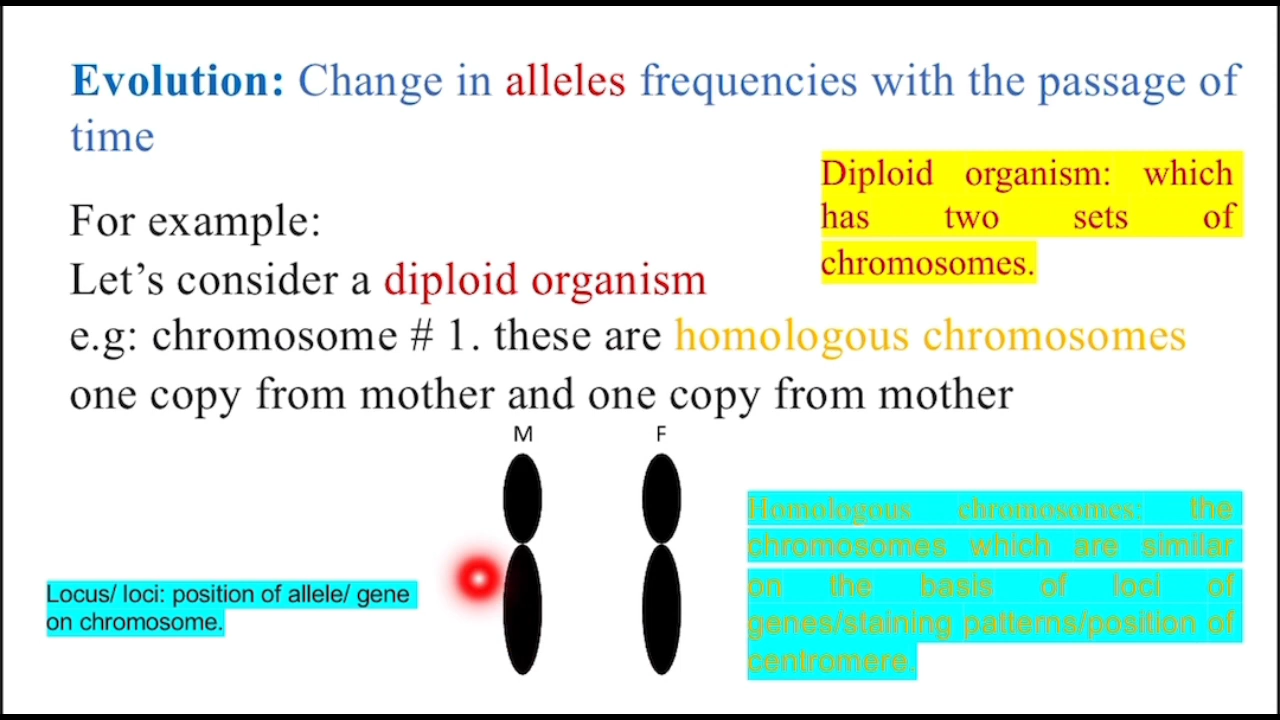 Evolution: Change in alleles frequencies with the passage of
time
Diploid organism: which
has two sets of
chromosomes.
For example:
Let’s consider a diploid organism
e.g: chromosome # 1. these are homologous chromosomes
one copy from mother and one copy from mother
M F
Homologous chromosomes: the
chromosomes which are similar
on the basis of loci of
genes/staining patterns/position of
centromere.
Locus/ loci: position of allele/ gene
on chromosome.